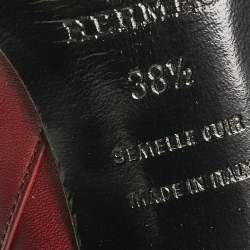 HERMES
38½
SEMELLE CUIR
MADE IN ITALY